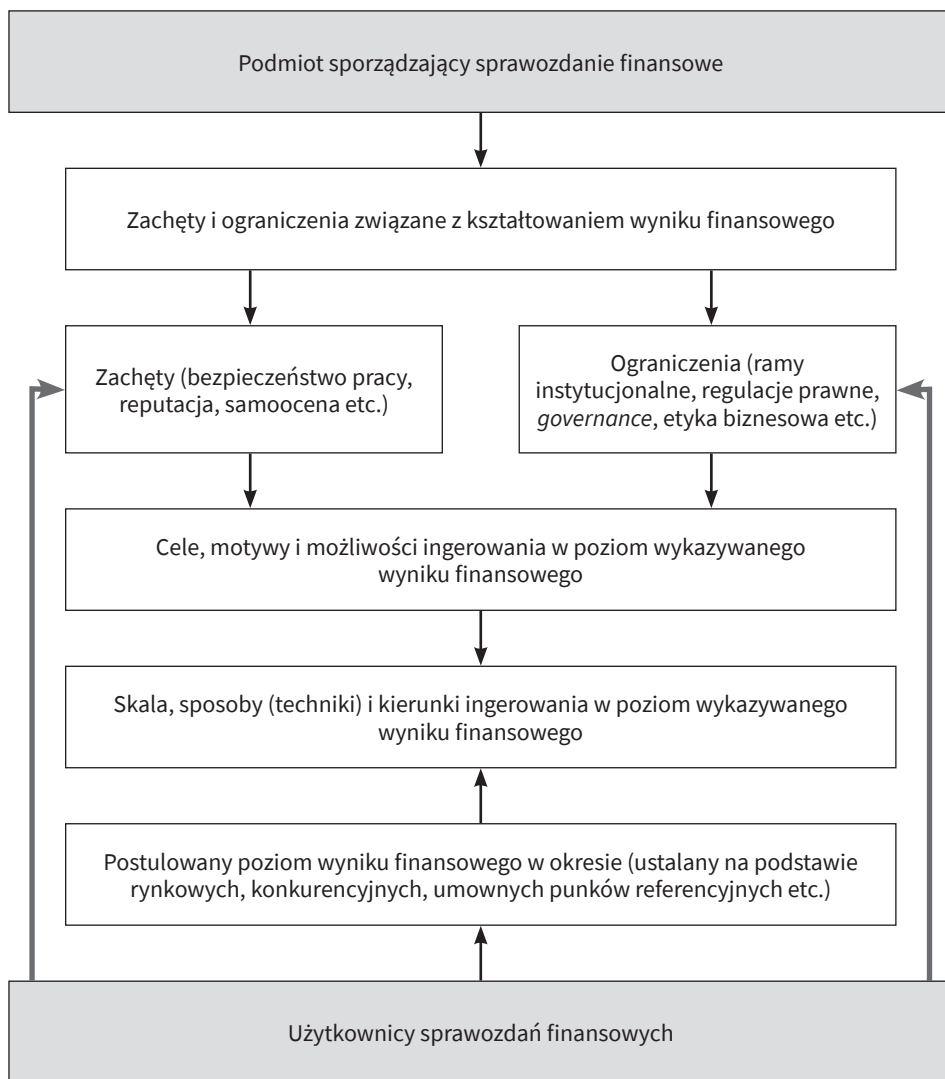 Podmiot sporządzający sprawozdanie finansowe
Zachęty i ograniczenia związane z kształtowaniem wyniku finansowego
Zachęty (bezpieczeństwo pracy,
reputacja, samoocena etc.)
Ograniczenia (ramy
instytucjonalne, regulacje prawne,
governance, etyka biznesowa etc.)
Cele, motywy i możliwości ingerowania w poziom wykazywanego
wyniku finansowego
Skala, sposoby (techniki) i kierunki ingerowania w poziom wykazywanego
wyniku finansowego
Postulowany poziom wyniku finansowego w okresie (ustalany na podstawie
rynkowych, konkurencyjnych, umownych punków referencyjnych etc.)
Użytkownicy sprawozdań finansowych